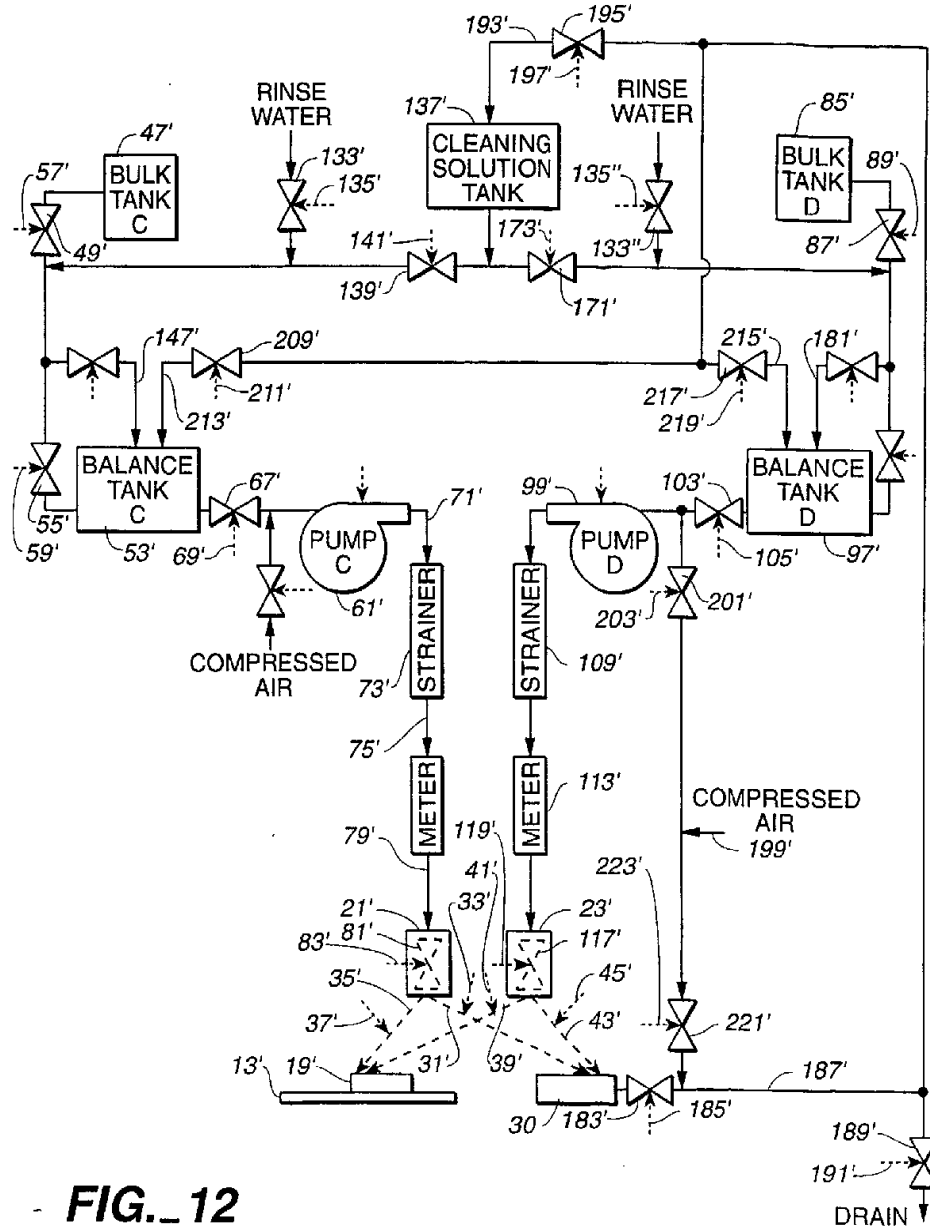 193'
195'
197'
RINSE
WATER
137'
CLEANING
SOLUTION
TANK
RINSE
WATER
85'
BULK
TANK
D
89'
47'
BULK
TANK
C
57'
49'
133'
135'
135"
133"
87'
141'
173'
139'
171'
147'
209'
211'
213'
215'
181'
217'
219'
BALANCE
TANK
C
53'
55'
59'
67'
69'
PUMP
C
61'
71'
99'
PUMP
D
103'
105'
BALANCE
TANK
D
97'
201'
203'
COMPRESSED
AIR
STRAINER
73'
STRAINER
109'
75'
METER
METER
113'
79'
119'
COMPRESSED
AIR
199'
41'
33'
223'
21'
81'
83'
23'
117'
35'
37'
45'
43'
31'
39'
221'
13'
19'
30
183'
185'
187'
189'
191'
DRAIN
FIG._12